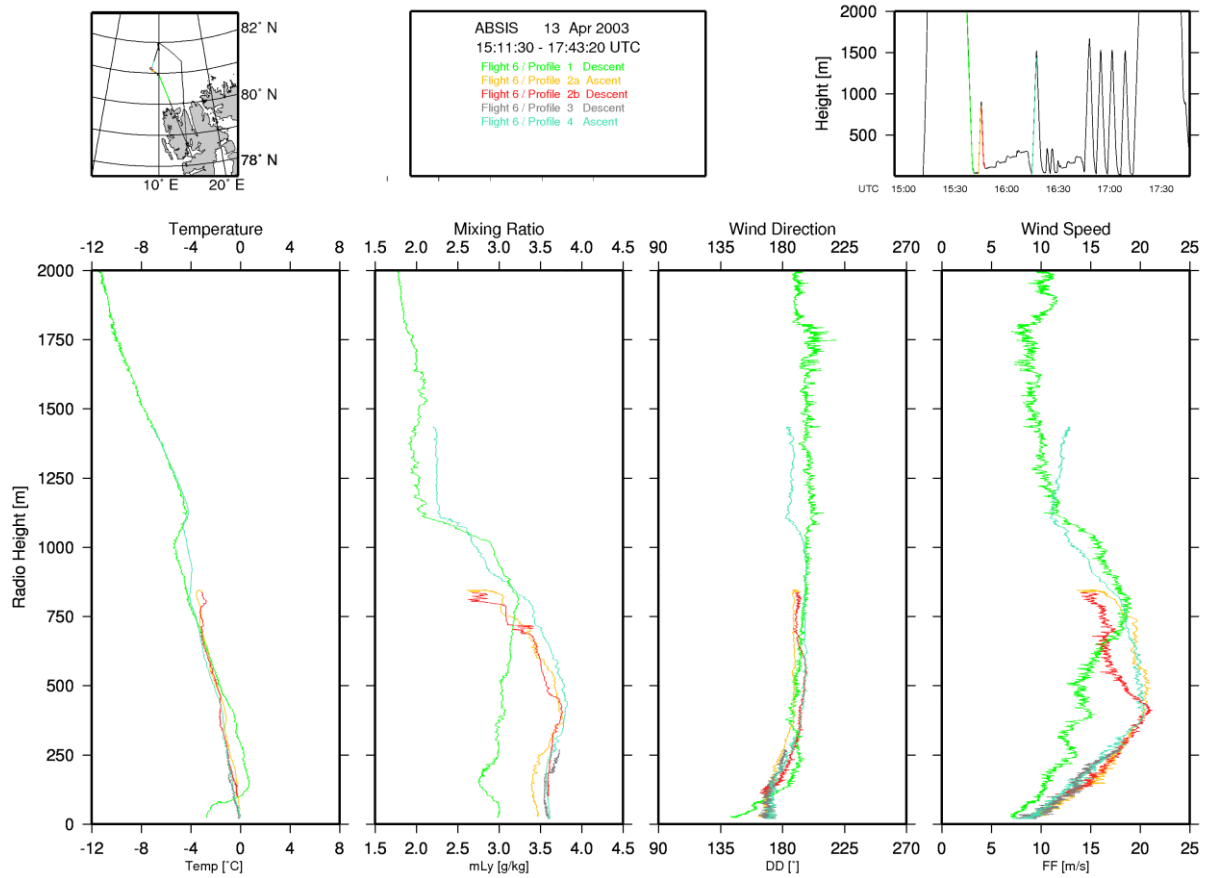 82° N
80° N
78° N
10° E
20° E
ABSIS 13 Apr 2003
15:11:30 - 17:43:20 UTC
Flight 6 / Profile 1 Descent
Flight 6 / Profile 2a Ascent
Flight 6 / Profile 2b Descent
Flight 6 / Profile 3 Descent
Flight 6 / Profile 4 Ascent
Height [m]
2000
1500
1000
500
UTC 15:00 15:30 16:00 16:30 17:00 17:30
Temperature
-12 -8 -4 0 4 8
Mixing Ratio
1.5 2.0 2.5 3.0 3.5 4.0 4.5
Wind Direction
90 135 180 225 270
Wind Speed
0 5 10 15 20 25
Radio Height [m]
2000
1750
1500
1250
1000
750
500
250
0
-12 -8 -4 0 4 8
Temp [°C]
1.5 2.0 2.5 3.0 3.5 4.0 4.5
mLy [g/kg]
90 135 180 225 270
DD [°]
0 5 10 15 20 25
FF [m/s]